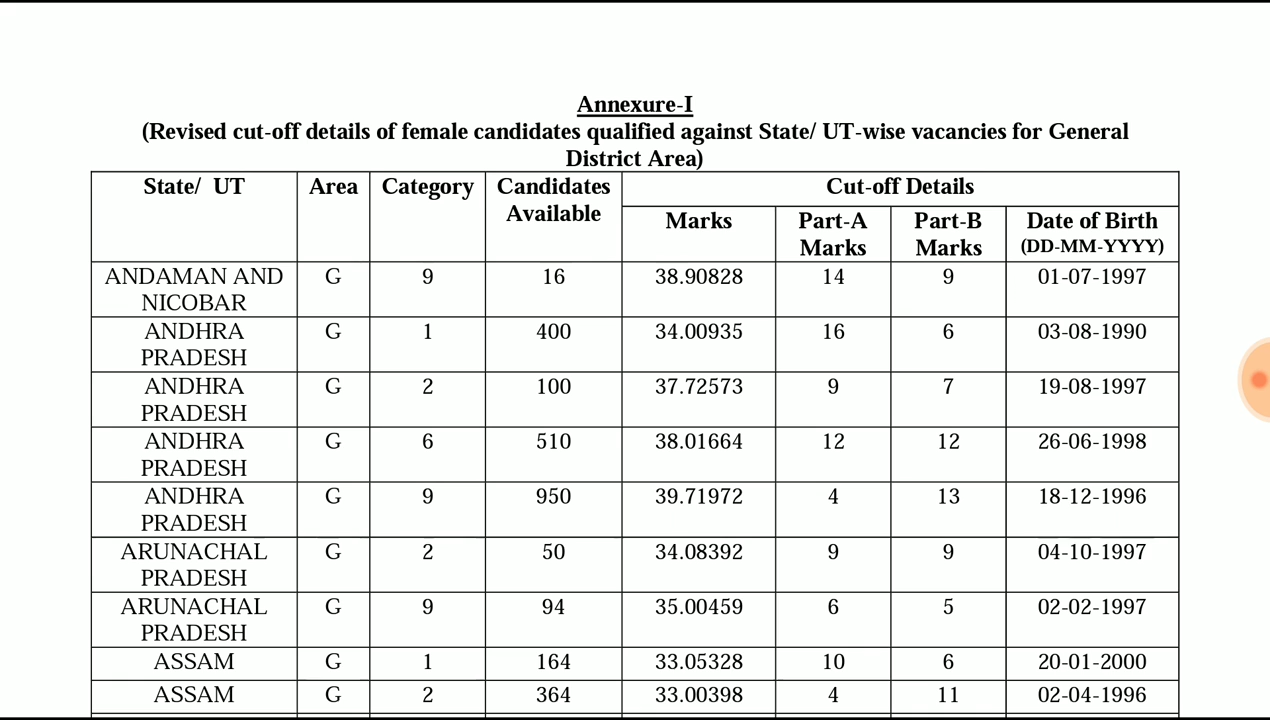 Annexure-I
(Revised cut-off details of female candidates qualified against State/ UT-wise vacancies for General
District Area)
State/ UT Area Category Candidates Available Cut-off Details
Marks Part-A Marks Part-B Marks Date of Birth (DD-MM-YYYY)
ANDAMAN AND NICOBAR G 9 16 38.90828 14 9 01-07-1997
ANDHRA PRADESH G 1 400 34.00935 16 6 03-08-1990
ANDHRA PRADESH G 2 100 37.72573 9 7 19-08-1997
ANDHRA PRADESH G 6 510 38.01664 12 12 26-06-1998
ANDHRA PRADESH G 9 950 39.71972 4 13 18-12-1996
ARUNACHAL PRADESH G 2 50 34.08392 9 9 04-10-1997
ARUNACHAL PRADESH G 9 94 35.00459 6 5 02-02-1997
ASSAM G 1 164 33.05328 10 6 20-01-2000
ASSAM G 2 364 33.00398 4 11 02-04-1996